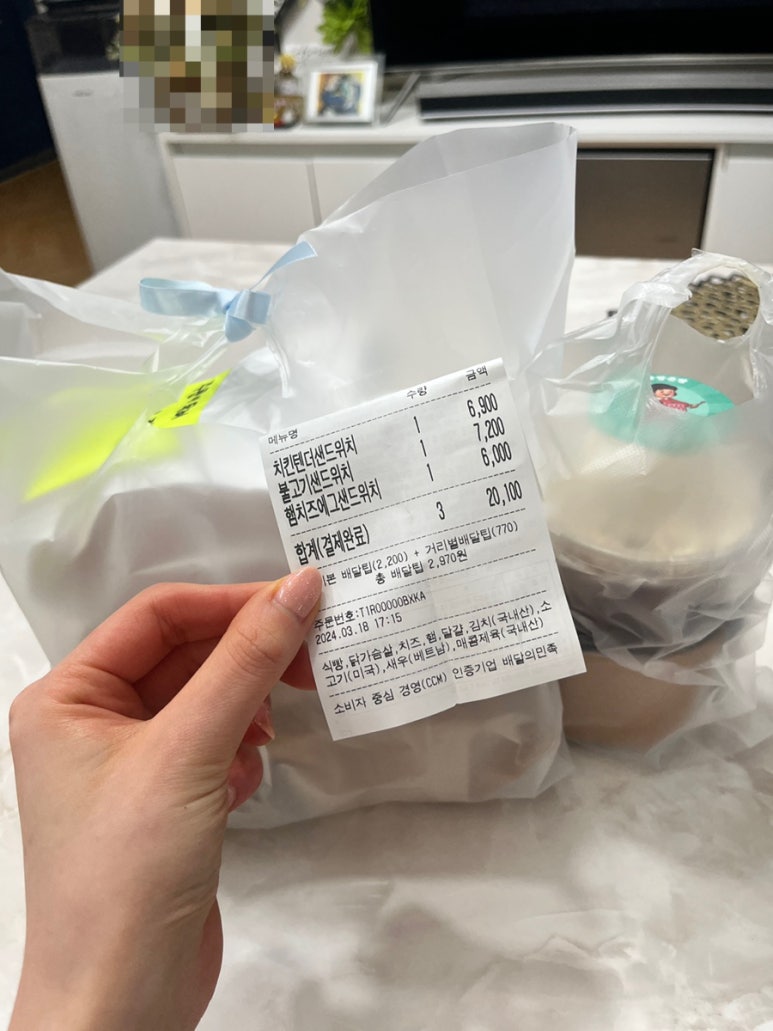 메뉴명 수량 금액
치킨텐더샌드위치 1 6,900
불고기샌드위치 1 7,200
햄치즈에그샌드위치 1 6,000
합계(결제완료) 3 20,100
기본 배달팁(2,200) + 거리별배달팁(770)
총 배달팁 2,970원
주문번호:T1RO0000BXKA
2024.03.18 17:15
식빵,닭가슴살,치즈,햄,달걀,김치(국내산),소
고기(미국),새우(베트남),매콤제육(국내산)
소비자 중심 경영(CCM) 인증기업 배달의민족